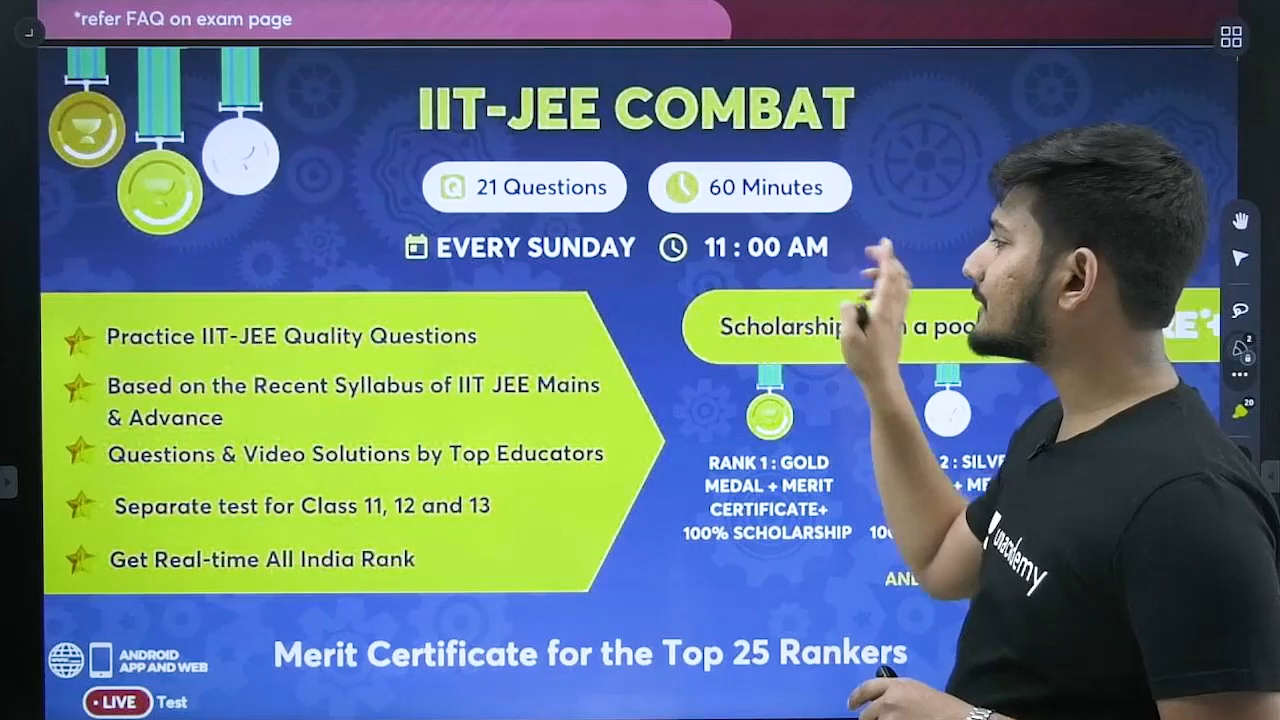 *refer FAQ on exam page
IIT-JEE COMBAT
21 Questions
60 Minutes
EVERY SUNDAY
11 : 00 AM
Practice IIT-JEE Quality Questions
Based on the Recent Syllabus of IIT JEE Mains
& Advance
Questions & Video Solutions by Top Educators
Separate test for Class 11, 12 and 13
Get Real-time All India Rank
Scholarship a
RANK 1 : GOLD
MEDAL + MERIT
CERTIFICATE+
100% SCHOLARSHIP
2 :
+
Merit Certificate for the Top 25 Rankers
ANDROID
APP AND WEB
• LIVE Test
unacademy
2
20